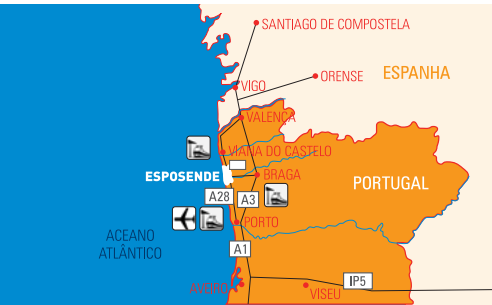 SANTIAGO DE COMPOSTELA
ORENSE
ESPANHA
VIGO
VALENÇA
VIANA DO CASTELO
ESPOSENDE
BRAGA
PORTUGAL
A28
A3
PORTO
ACEANO
ATLÂNTICO
A1
AVEIRO
IP5
VISEU